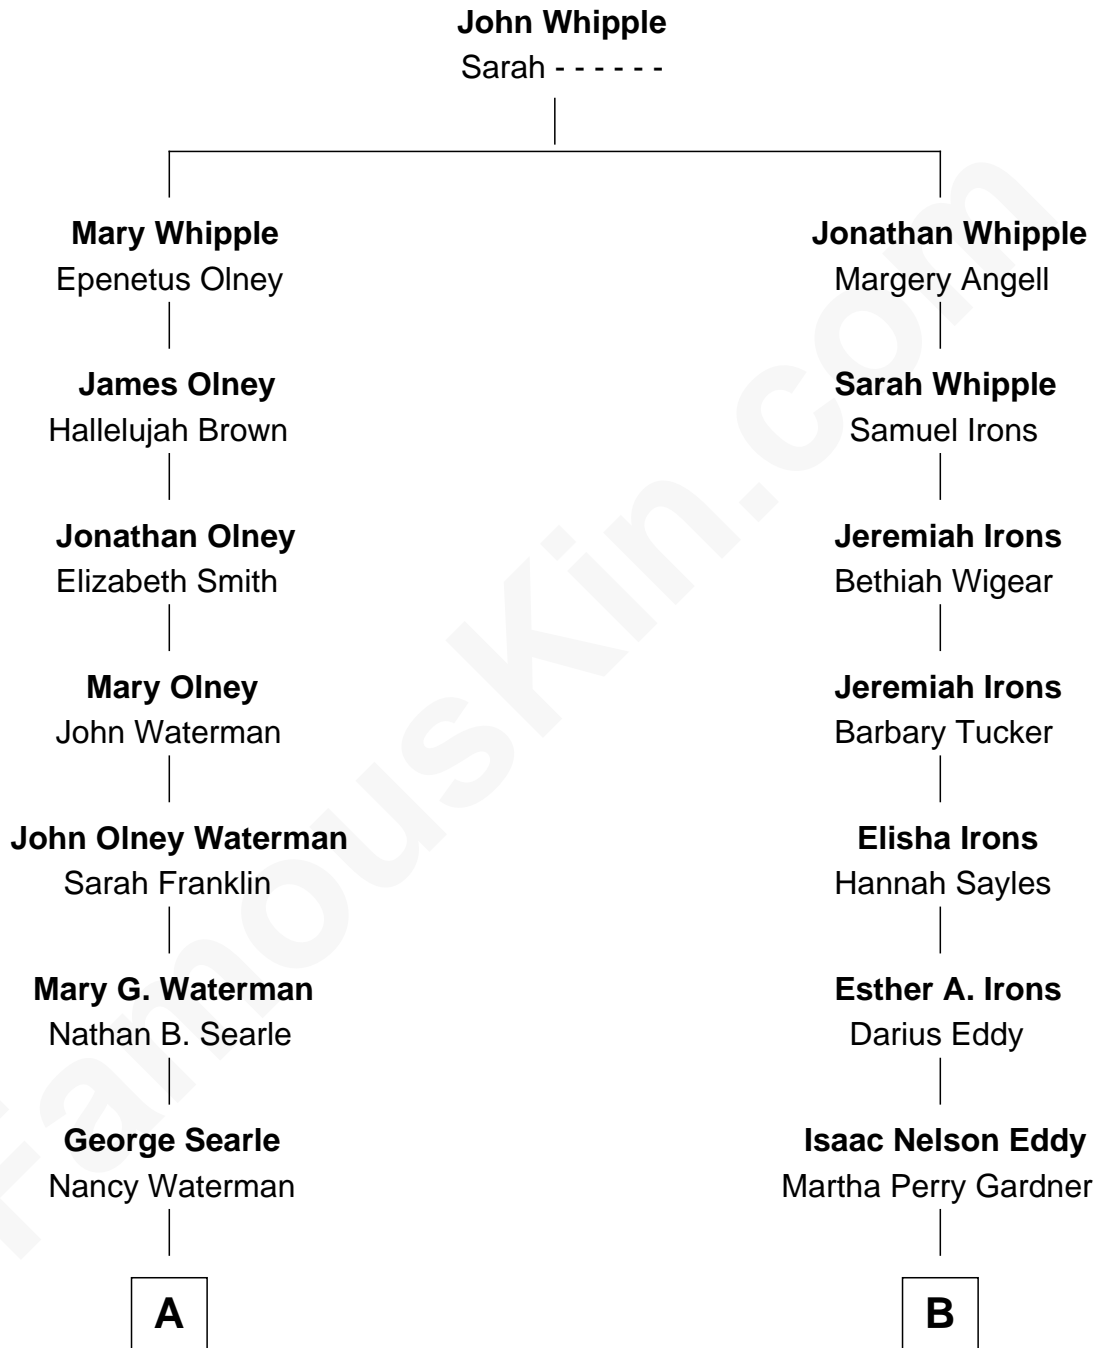 John Whipple
Sarah - - - - - -
Mary Whipple
Epenetus Olney
Jonathan Whipple
Margery Angell
James Olney
Hallelujah Brown
Sarah Whipple
Samuel Irons
Jonathan Olney
Elizabeth Smith
Jeremiah Irons
Bethiah Wigear
Mary Olney
John Waterman
Jeremiah Irons
Barbary Tucker
John Olney Waterman
Sarah Franklin
Elisha Irons
Hannah Sayles
Mary G. Waterman
Nathan B. Searle
Esther A. Irons
Darius Eddy
George Searle
Nancy Waterman
Isaac Nelson Eddy
Martha Perry Gardner
A
B
FamousKin.com